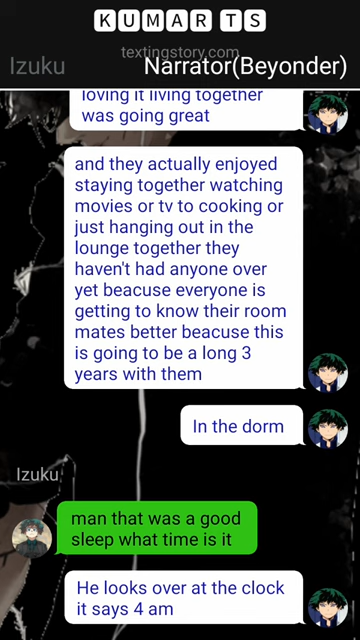 KUMAR TS
textingstory.com
Izuku
Narrator(Beyonder)
loving it living together
was going great
and they actually enjoyed
staying together watching
movies or tv to cooking or
just hanging out in the
lounge together they
haven't had anyone over
yet beacuse everyone is
getting to know their room
mates better beacuse this
is going to be a long 3
years with them
In the dorm
Izuku
man that was a good
sleep what time is it
He looks over at the clock
it says 4 am